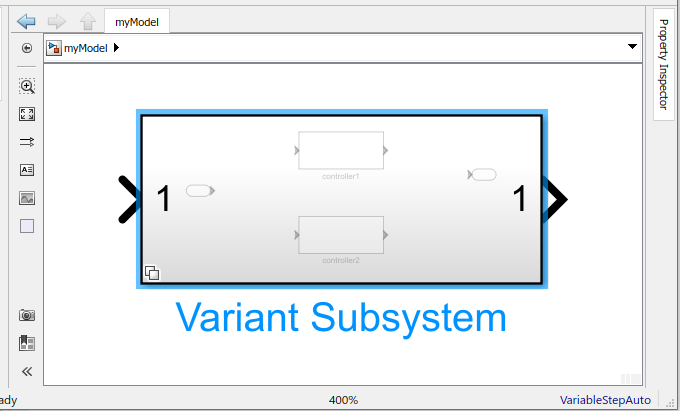 myModel
myModel
Property Inspector
controller1
1
1
controller2
Variant Subsystem
ady
400%
VariableStepAuto